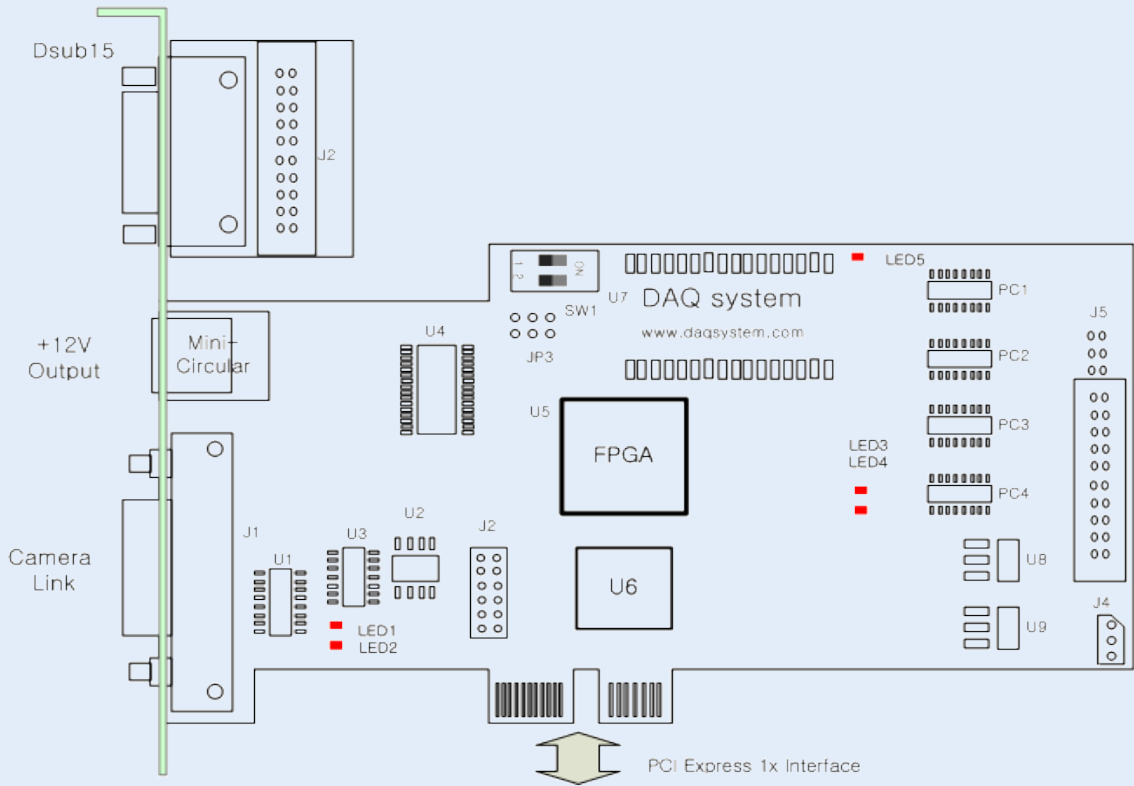 Dsub15
J2
1 2
ON
SW1
U7
DAQ system
www.daqsystem.com
LED5
PC1
J5
+12V
Output
Mini-
Circular
U4
JP3
PC2
U5
FPGA
PC3
LED3
LED4
PC4
Camera
Link
J1
U1
U3
U2
J2
U6
U8
LED1
LED2
U9
J4
PCI Express 1x Interface